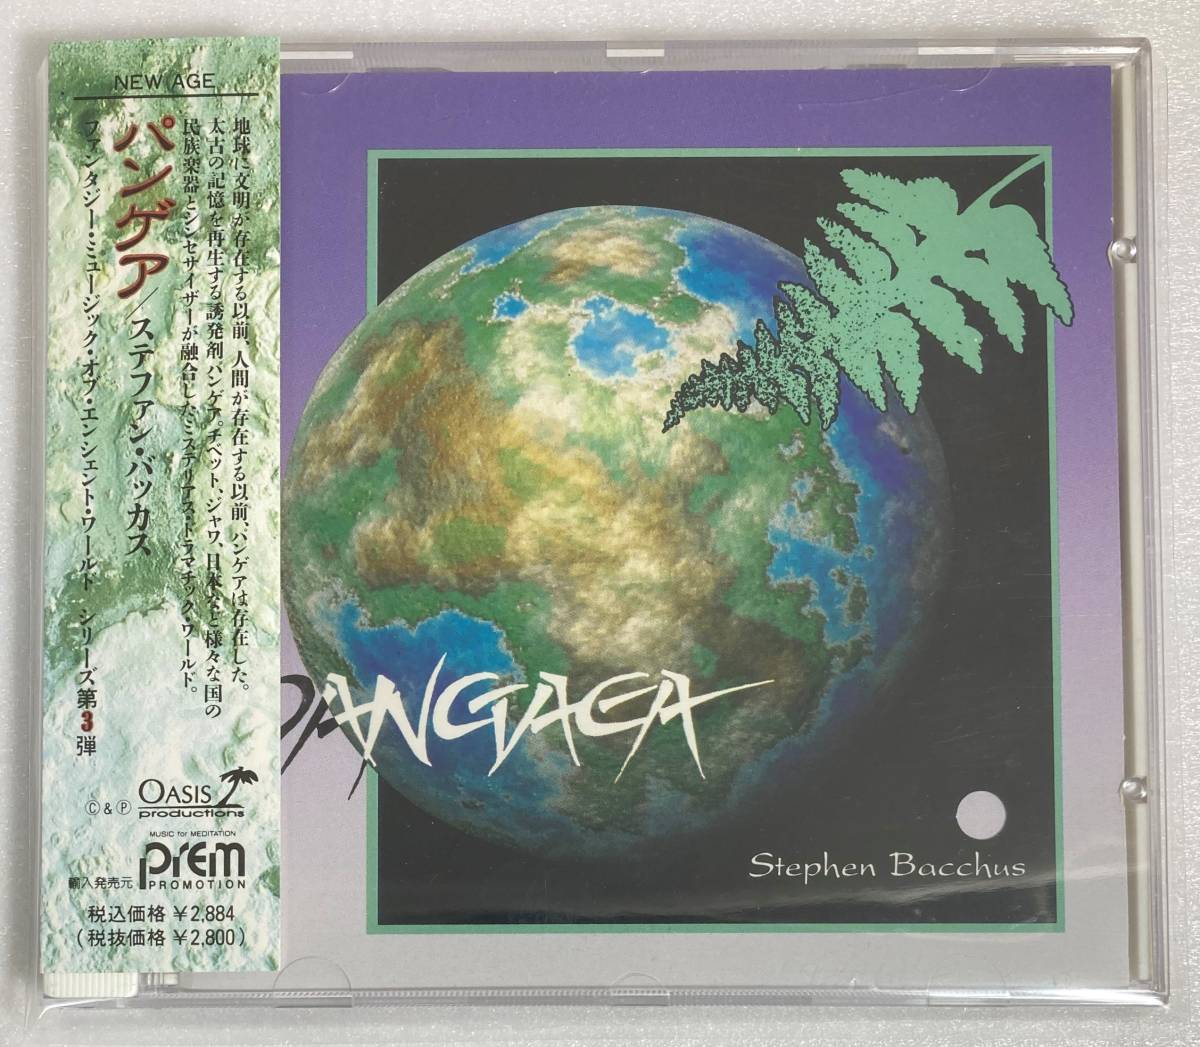 NEW AGE
地球に文明が存在する以前、人間が存在する以前、パンゲアは存在した。
太古の記憶を再生する誘発剤パンゲア。チベット、ジャワ、日本など様々な国の
民族楽器とシンセサイザーが融合したミステリアス・ドラマチック・ワールド。
パンゲア/ステファン・バッカス
ファンタジー・ミュージック・オブ・エンシェント・ワールド シリーズ第3弾
Ⓒ & Ⓟ OASIS
productions
MUSIC for MEDITATION
prem
輸入発売元 PROMOTION
税込価格 ¥2,884
(税抜価格 ¥2,800)
PANGAEA
Stephen Bacchus